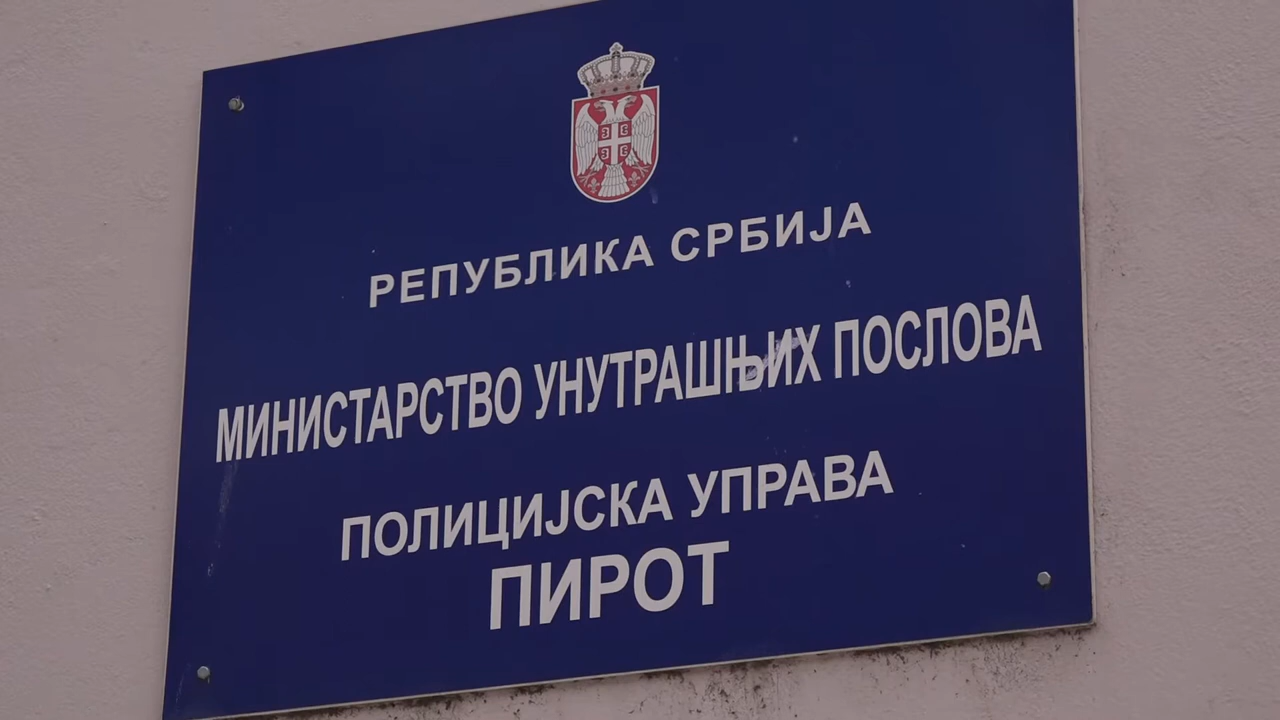 РЕПУБЛИКА СРБИЈА
МИНИСТАРСТВО УНУТРАШЊИХ ПОСЛОВА
ПОЛИЦИЈСКА УПРАВА
ПИРОТ